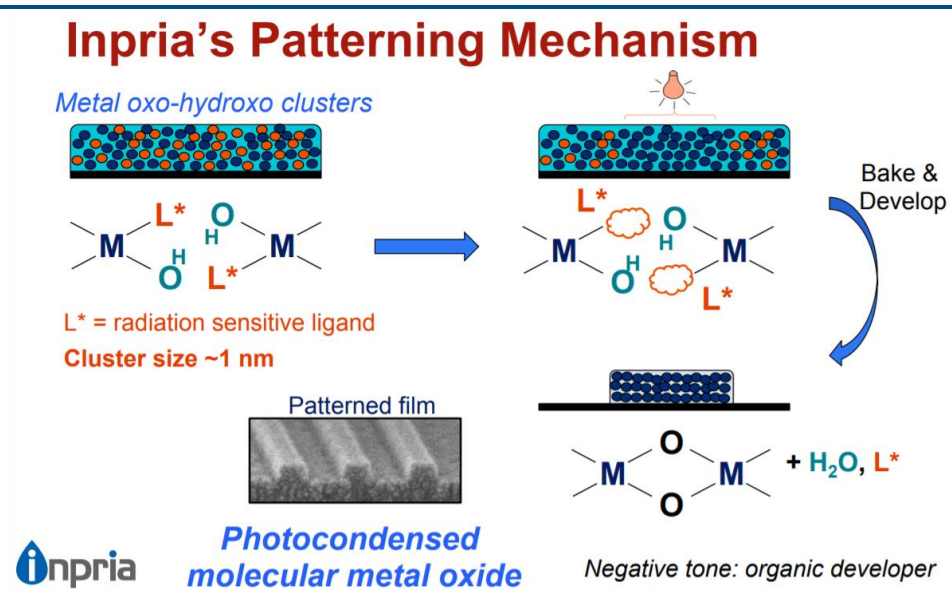 Inpria's Patterning Mechanism
Metal oxo-hydroxo clusters
L* O
H
M M
H
O L*
L* = radiation sensitive ligand
Cluster size ~1 nm
L* O
H
M M
H
O
L*
Bake &
Develop
Patterned film
O
M M + H₂O, L*
O
Photocondensed
molecular metal oxide
inpria
Negative tone: organic developer